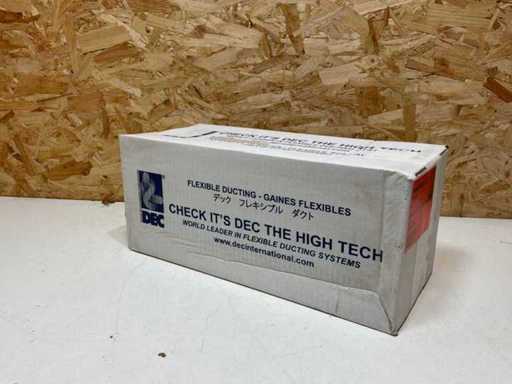 CHECK IT'S DEC THE HIGH TECH
DEC
FLEXIBLE DUCTING - GAINES FLEXIBLES
デック フレキシブル ダクト
CHECK IT'S DEC THE HIGH TECH
WORLD LEADER IN FLEXIBLE DUCTING SYSTEMS
www.decinternational.com